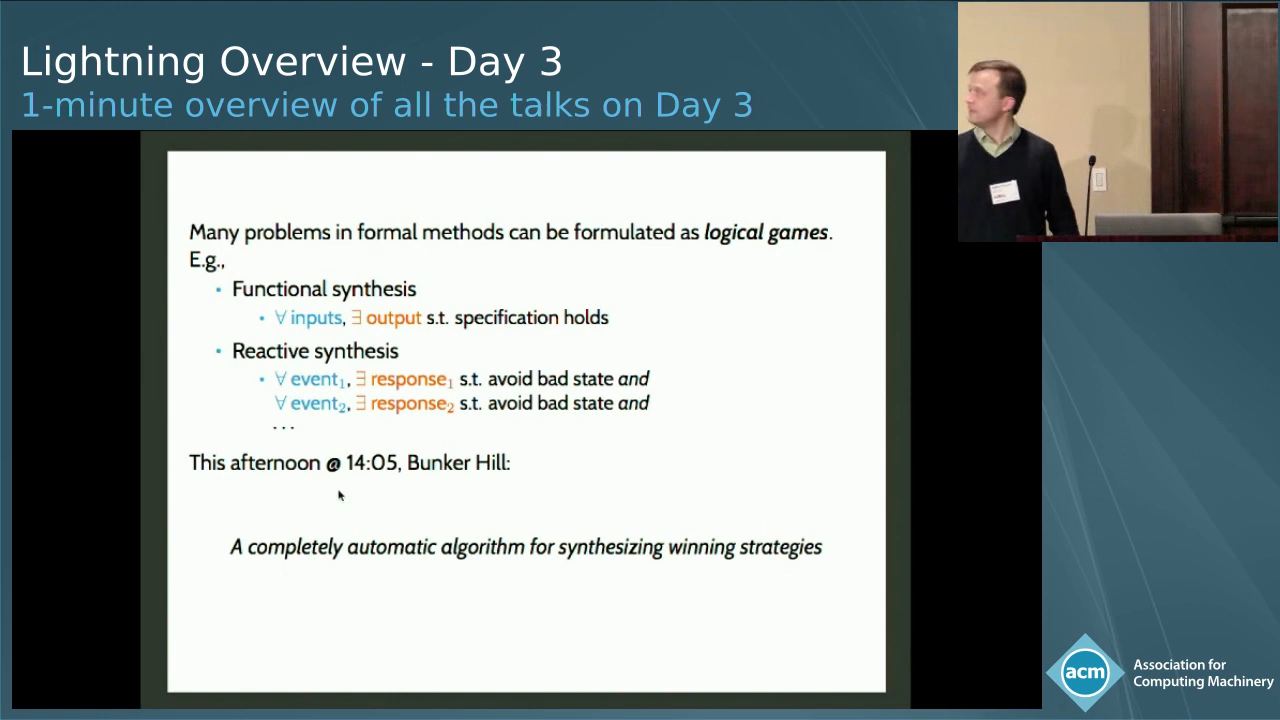 Lightning Overview - Day 3
1-minute overview of all the talks on Day 3
Many problems in formal methods can be formulated as logical games.
E.g.,
• Functional synthesis
• ∀ inputs, ∃ output s.t. specification holds
• Reactive synthesis
• ∀ event₁, ∃ response₁ s.t. avoid bad state and
∀ event₂, ∃ response₂ s.t. avoid bad state and
...
This afternoon @ 14:05, Bunker Hill:
A completely automatic algorithm for synthesizing winning strategies
acm
Association for
Computing Machinery